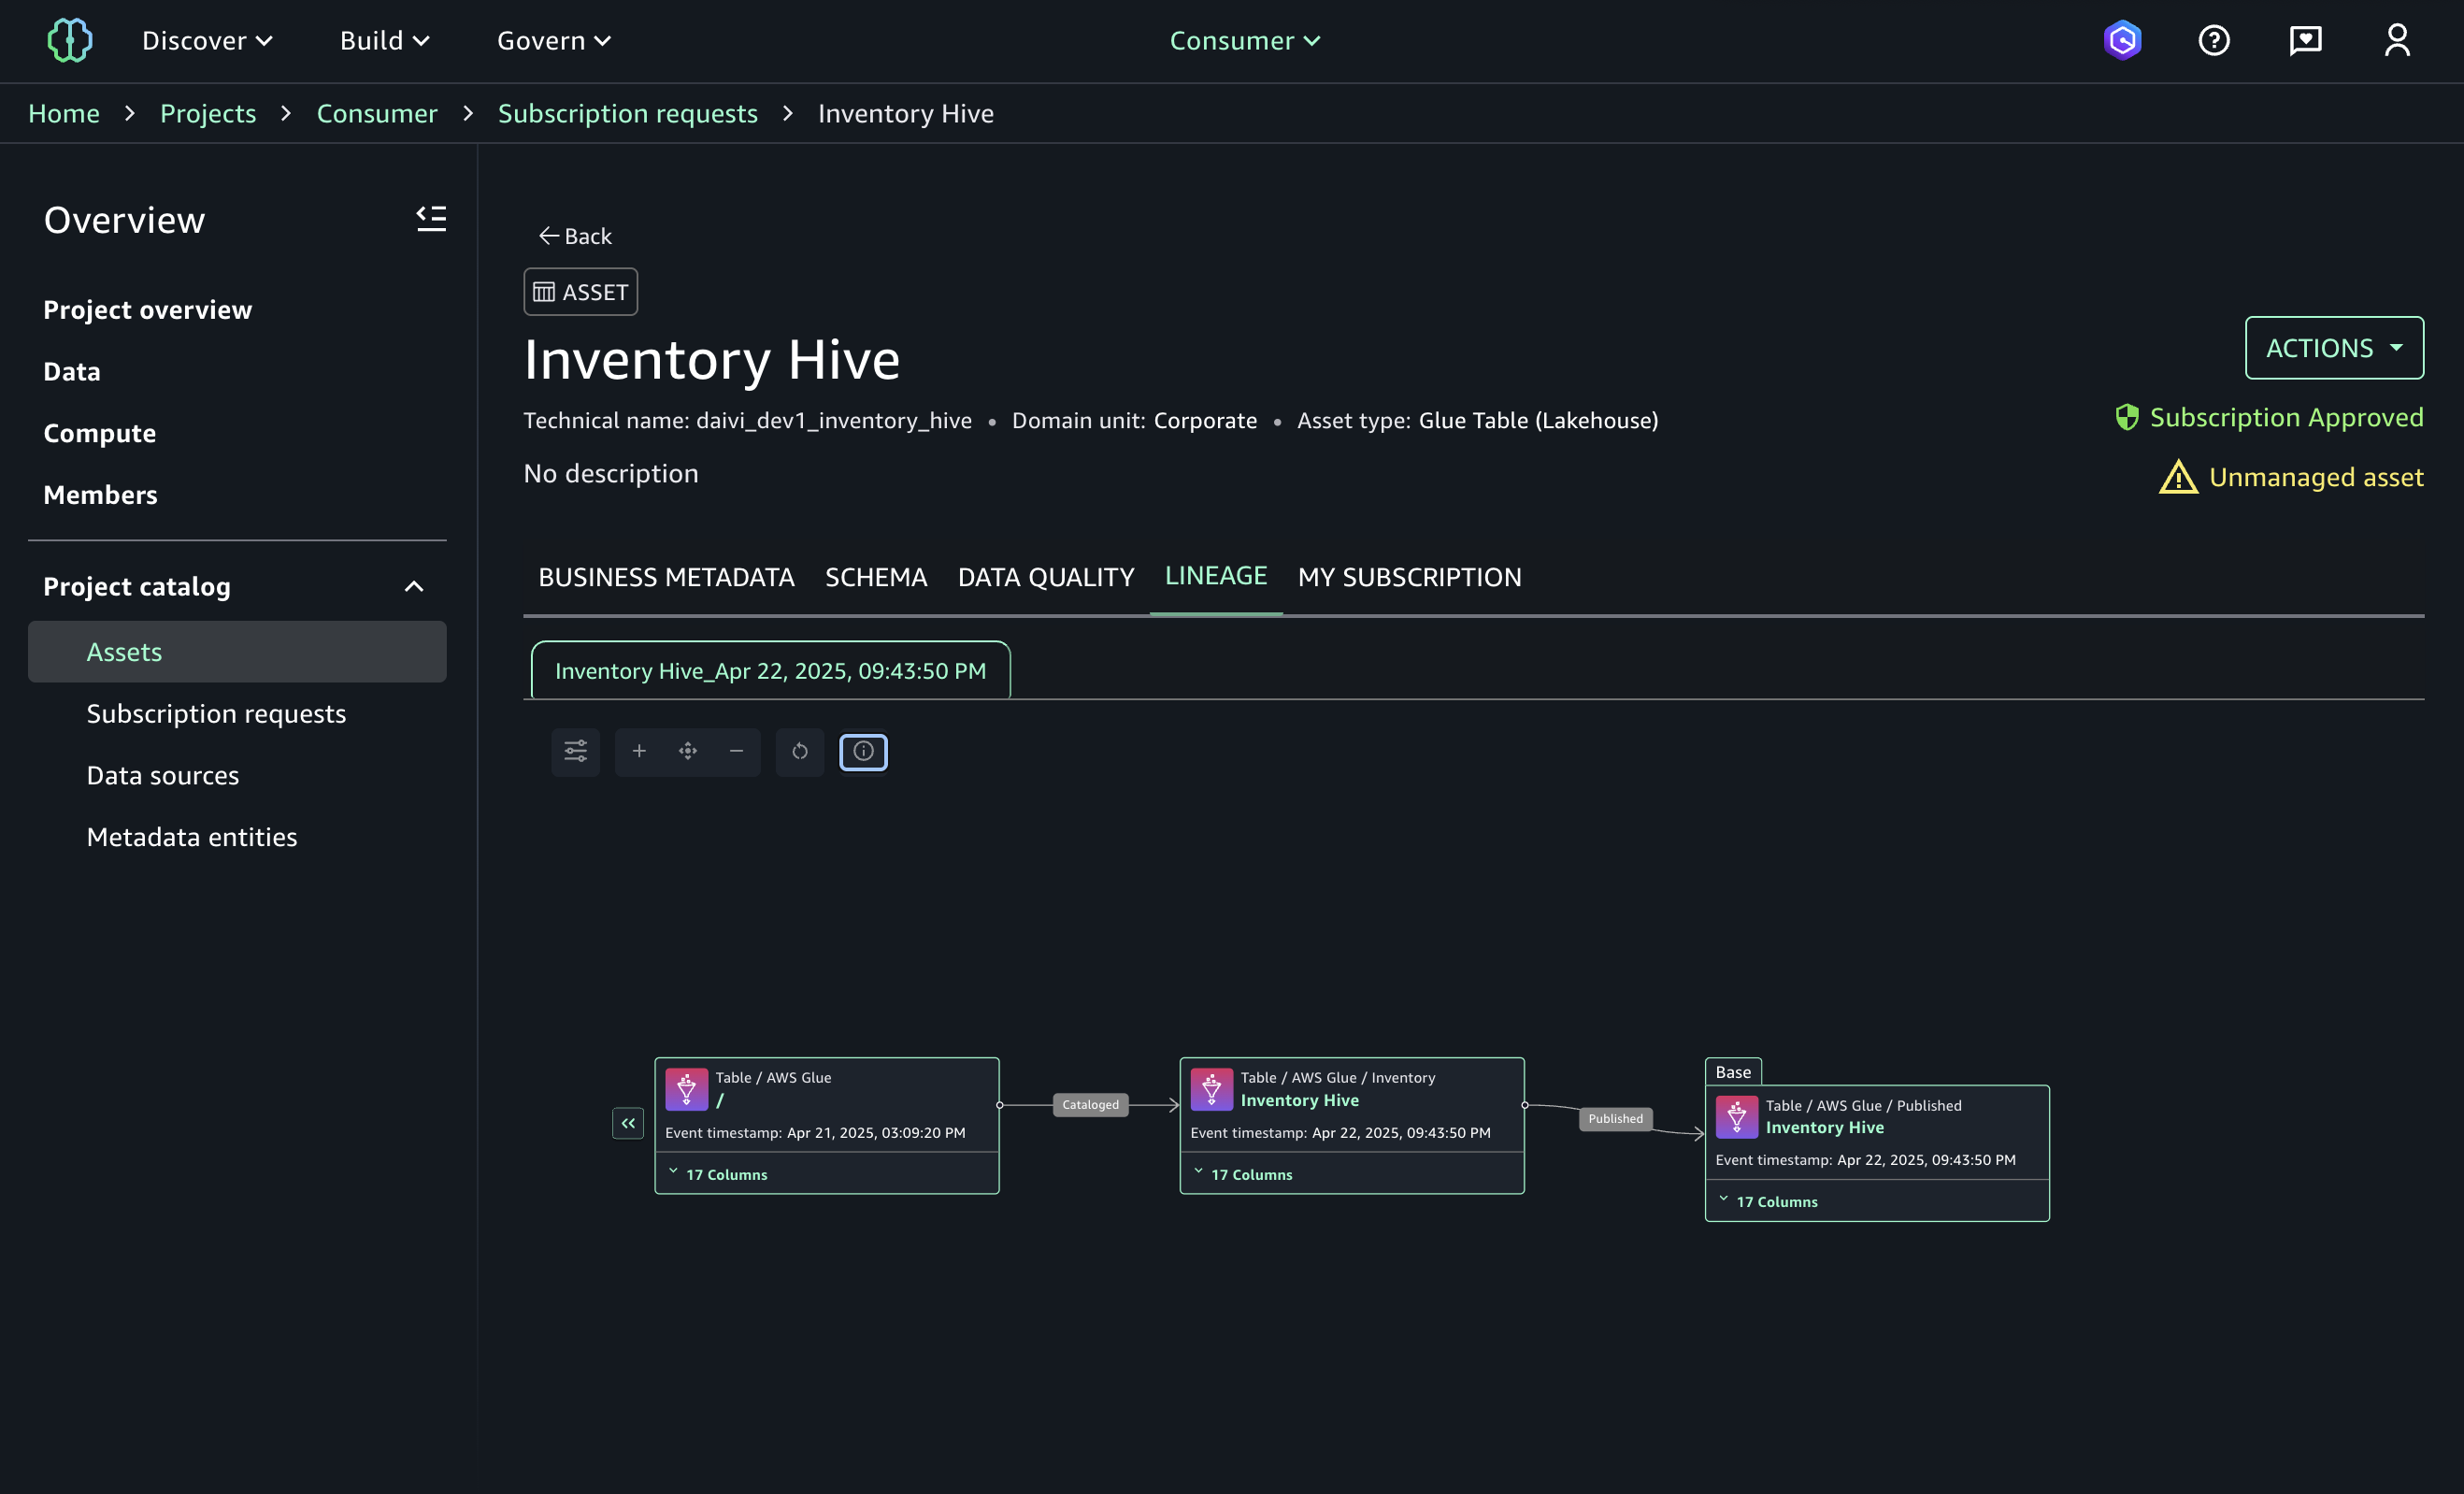 Discover
Build
Govern
Consumer
Home > Projects > Consumer > Subscription requests > Inventory Hive
Overview
Project overview
Data
Compute
Members
Project catalog
Assets
Subscription requests
Data sources
Metadata entities
Back
ASSET
Inventory Hive
ACTIONS
Technical name: daivi_dev1_inventory_hive • Domain unit: Corporate • Asset type: Glue Table (Lakehouse)
Subscription Approved
No description
Unmanaged asset
BUSINESS METADATA
SCHEMA
DATA QUALITY
LINEAGE
MY SUBSCRIPTION
Inventory Hive_Apr 22, 2025, 09:43:50 PM
Table / AWS Glue
/
Event timestamp: Apr 21, 2025, 03:09:20 PM
17 Columns
Cataloged
Table / AWS Glue / Inventory
Inventory Hive
Event timestamp: Apr 22, 2025, 09:43:50 PM
17 Columns
Published
Base
Table / AWS Glue / Published
Inventory Hive
Event timestamp: Apr 22, 2025, 09:43:50 PM
17 Columns